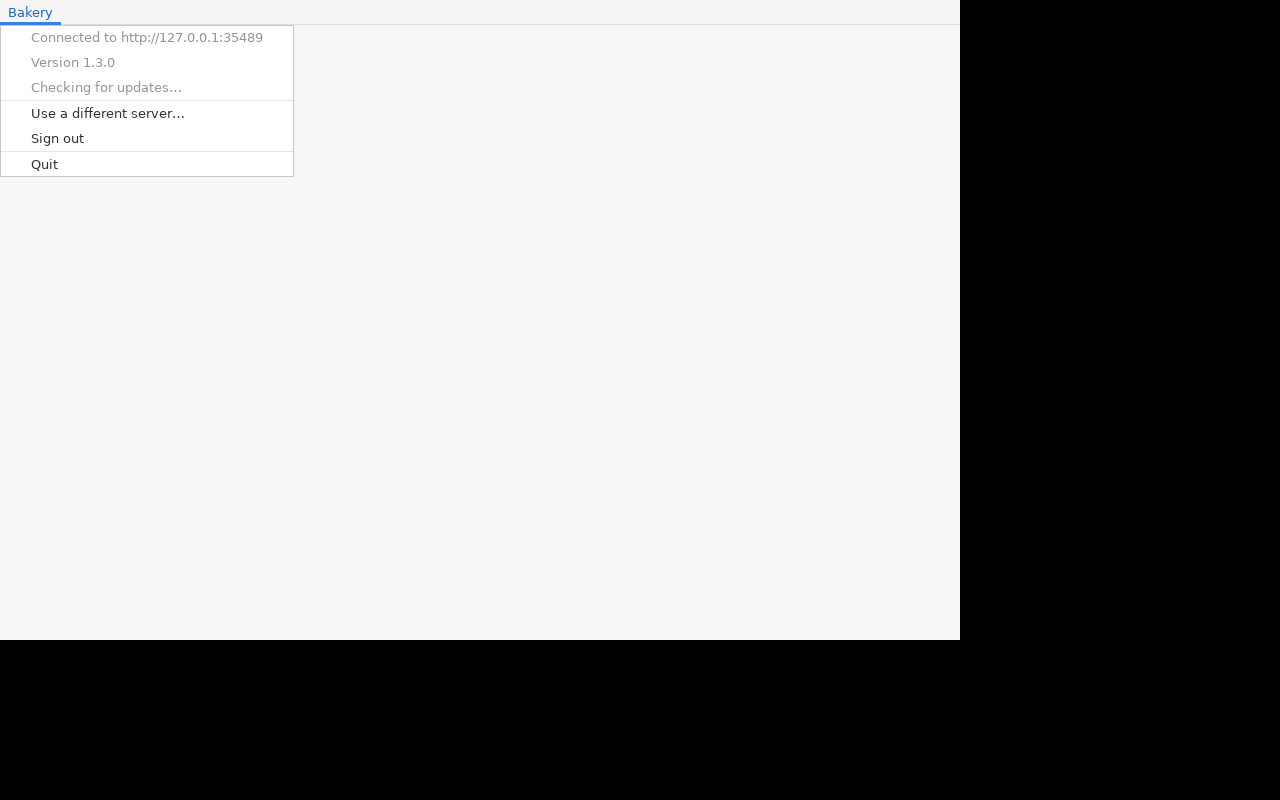 Bakery
Connected to http://127.0.0.1:35489
Version 1.3.0
Checking for updates…
Use a different server…
Sign out
Quit